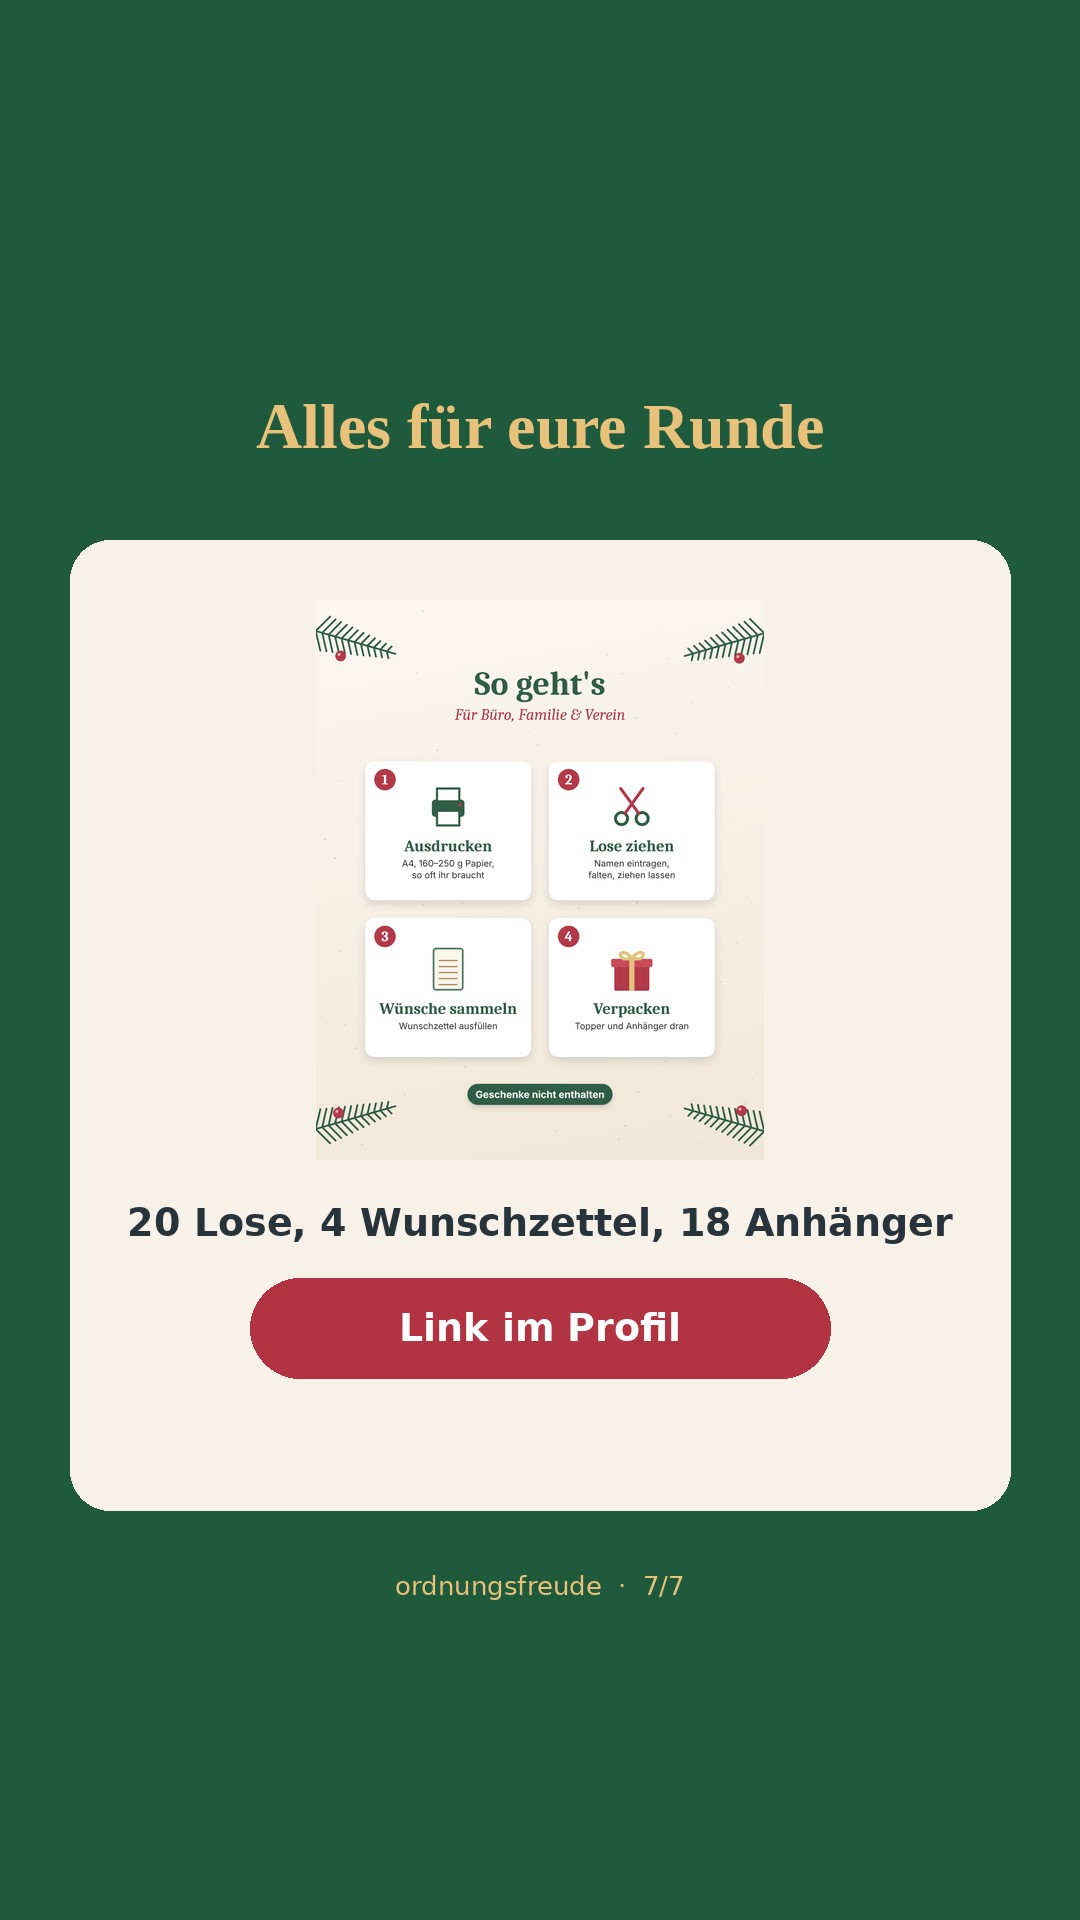 Alles für eure Runde
So geht's
Für Büro, Familie & Verein
1
Ausdrucken
A4, 160–250 g Papier,
so oft ihr braucht
2
Lose ziehen
Namen eintragen,
falten, ziehen lassen
3
Wünsche sammeln
Wunschzettel ausfüllen
4
Verpacken
Topper und Anhänger dran
Geschenke nicht enthalten
20 Lose, 4 Wunschzettel, 18 Anhänger
Link im Profil
ordnungsfreude · 7/7